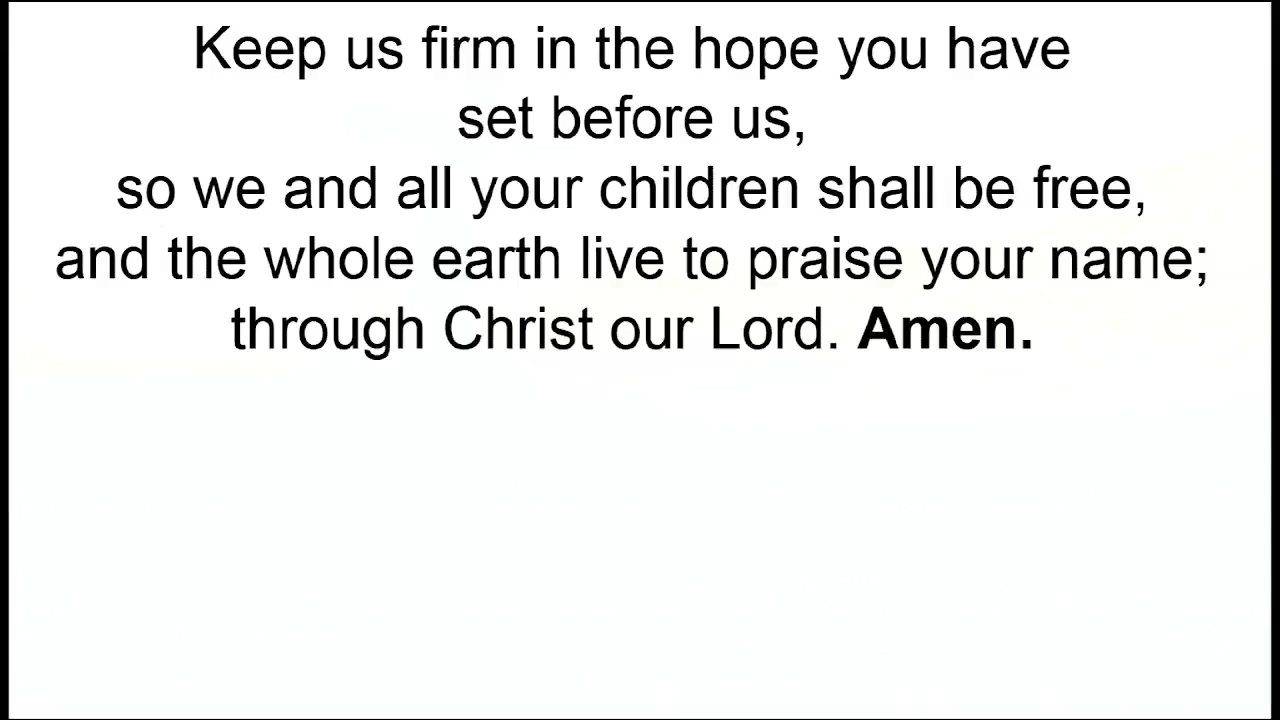 Keep us firm in the hope you have
set before us,
so we and all your children shall be free,
and the whole earth live to praise your name;
through Christ our Lord. Amen.